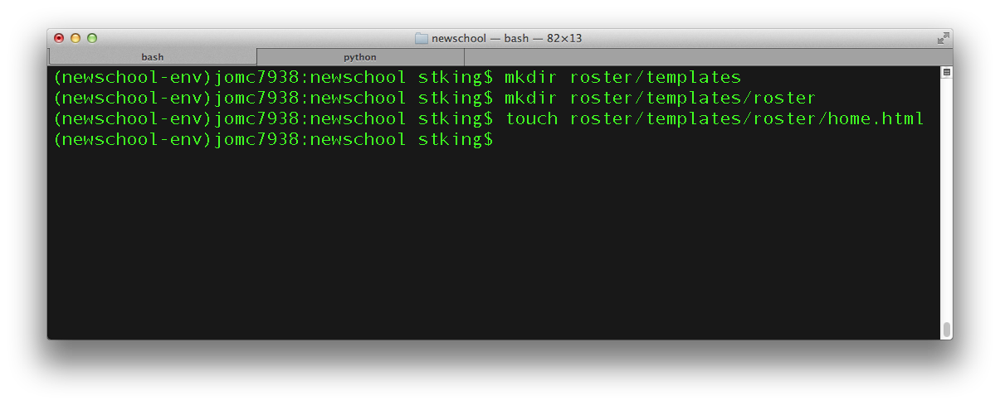 newschool — bash — 82×13
bash python
(newschool-env)jomc7938:newschool stking$ mkdir roster/templates
(newschool-env)jomc7938:newschool stking$ mkdir roster/templates/roster
(newschool-env)jomc7938:newschool stking$ touch roster/templates/roster/home.html
(newschool-env)jomc7938:newschool stking$